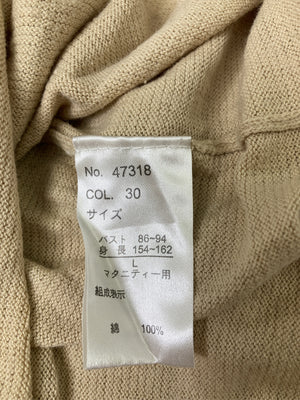 No. 47318
COL. 30
サイズ
バスト 86~94
身長 154~162
L
マタニティー用
組成表示
綿 100%